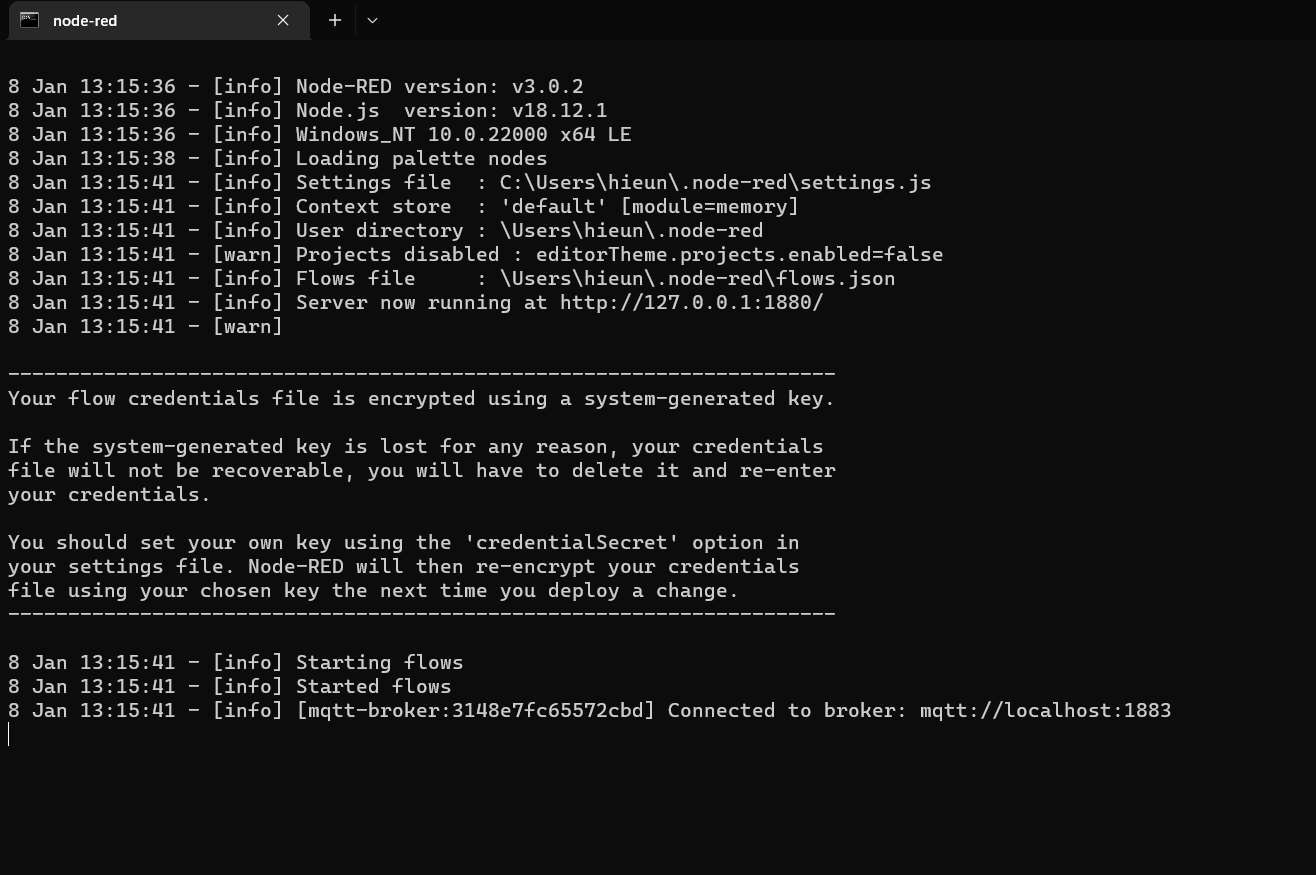 node-red
8 Jan 13:15:36 - [info] Node-RED version: v3.0.2
8 Jan 13:15:36 - [info] Node.js  version: v18.12.1
8 Jan 13:15:36 - [info] Windows_NT 10.0.22000 x64 LE
8 Jan 13:15:38 - [info] Loading palette nodes
8 Jan 13:15:41 - [info] Settings file  : C:\Users\hieun\.node-red\settings.js
8 Jan 13:15:41 - [info] Context store  : 'default' [module=memory]
8 Jan 13:15:41 - [info] User directory : \Users\hieun\.node-red
8 Jan 13:15:41 - [warn] Projects disabled : editorTheme.projects.enabled=false
8 Jan 13:15:41 - [info] Flows file     : \Users\hieun\.node-red\flows.json
8 Jan 13:15:41 - [info] Server now running at http://127.0.0.1:1880/
8 Jan 13:15:41 - [warn]
---------------------------------------------------------------------
Your flow credentials file is encrypted using a system-generated key.
If the system-generated key is lost for any reason, your credentials
file will not be recoverable, you will have to delete it and re-enter
your credentials.
You should set your own key using the 'credentialSecret' option in
your settings file. Node-RED will then re-encrypt your credentials
file using your chosen key the next time you deploy a change.
---------------------------------------------------------------------
8 Jan 13:15:41 - [info] Starting flows
8 Jan 13:15:41 - [info] Started flows
8 Jan 13:15:41 - [info] [mqtt-broker:3148e7fc65572cbd] Connected to broker: mqtt://localhost:1883